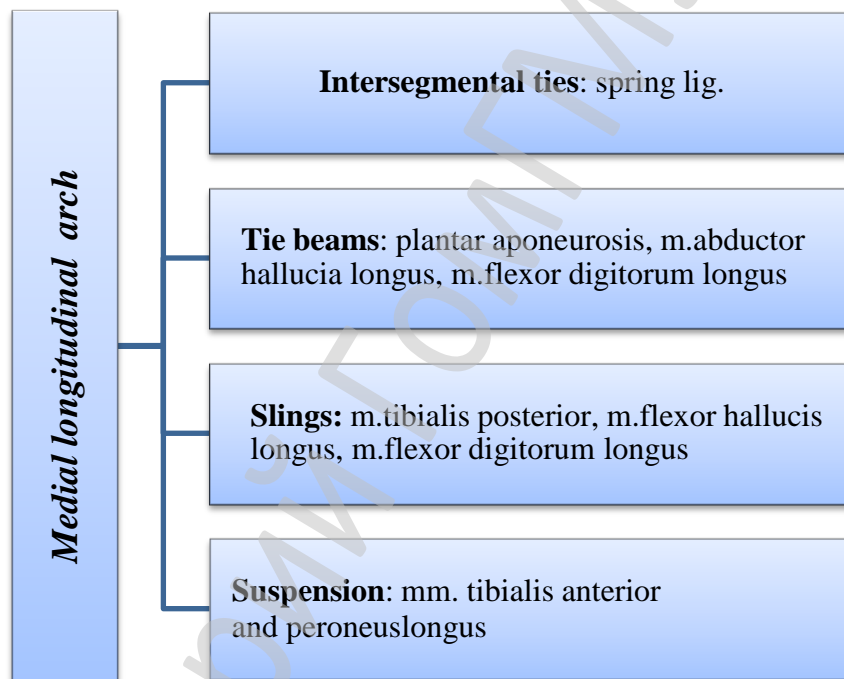 Medial longitudinal arch
Intersegmental ties: spring lig.
Tie beams: plantar aponeurosis, m.abductor
hallucia longus, m.flexor digitorum longus
Slings: m.tibialis posterior, m.flexor hallucis
longus, m.flexor digitorum longus
Suspension: mm. tibialis anterior
and peroneuslongus